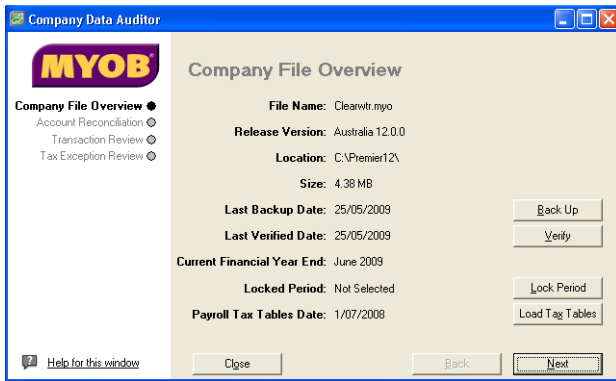 Company Data Auditor
MYOB
Company File Overview
Account Reconciliation
Transaction Review
Tax Exception Review
Company File Overview
File Name: Clearwtr.myo
Release Version: Australia 12.0.0
Location: C:\Premier12\
Size: 4.38 MB
Last Backup Date: 25/05/2009 Back Up
Last Verified Date: 25/05/2009 Verify
Current Financial Year End: June 2009
Locked Period: Not Selected Lock Period
Payroll Tax Tables Date: 1/07/2008 Load Tax Tables
? Help for this window Close Back Next